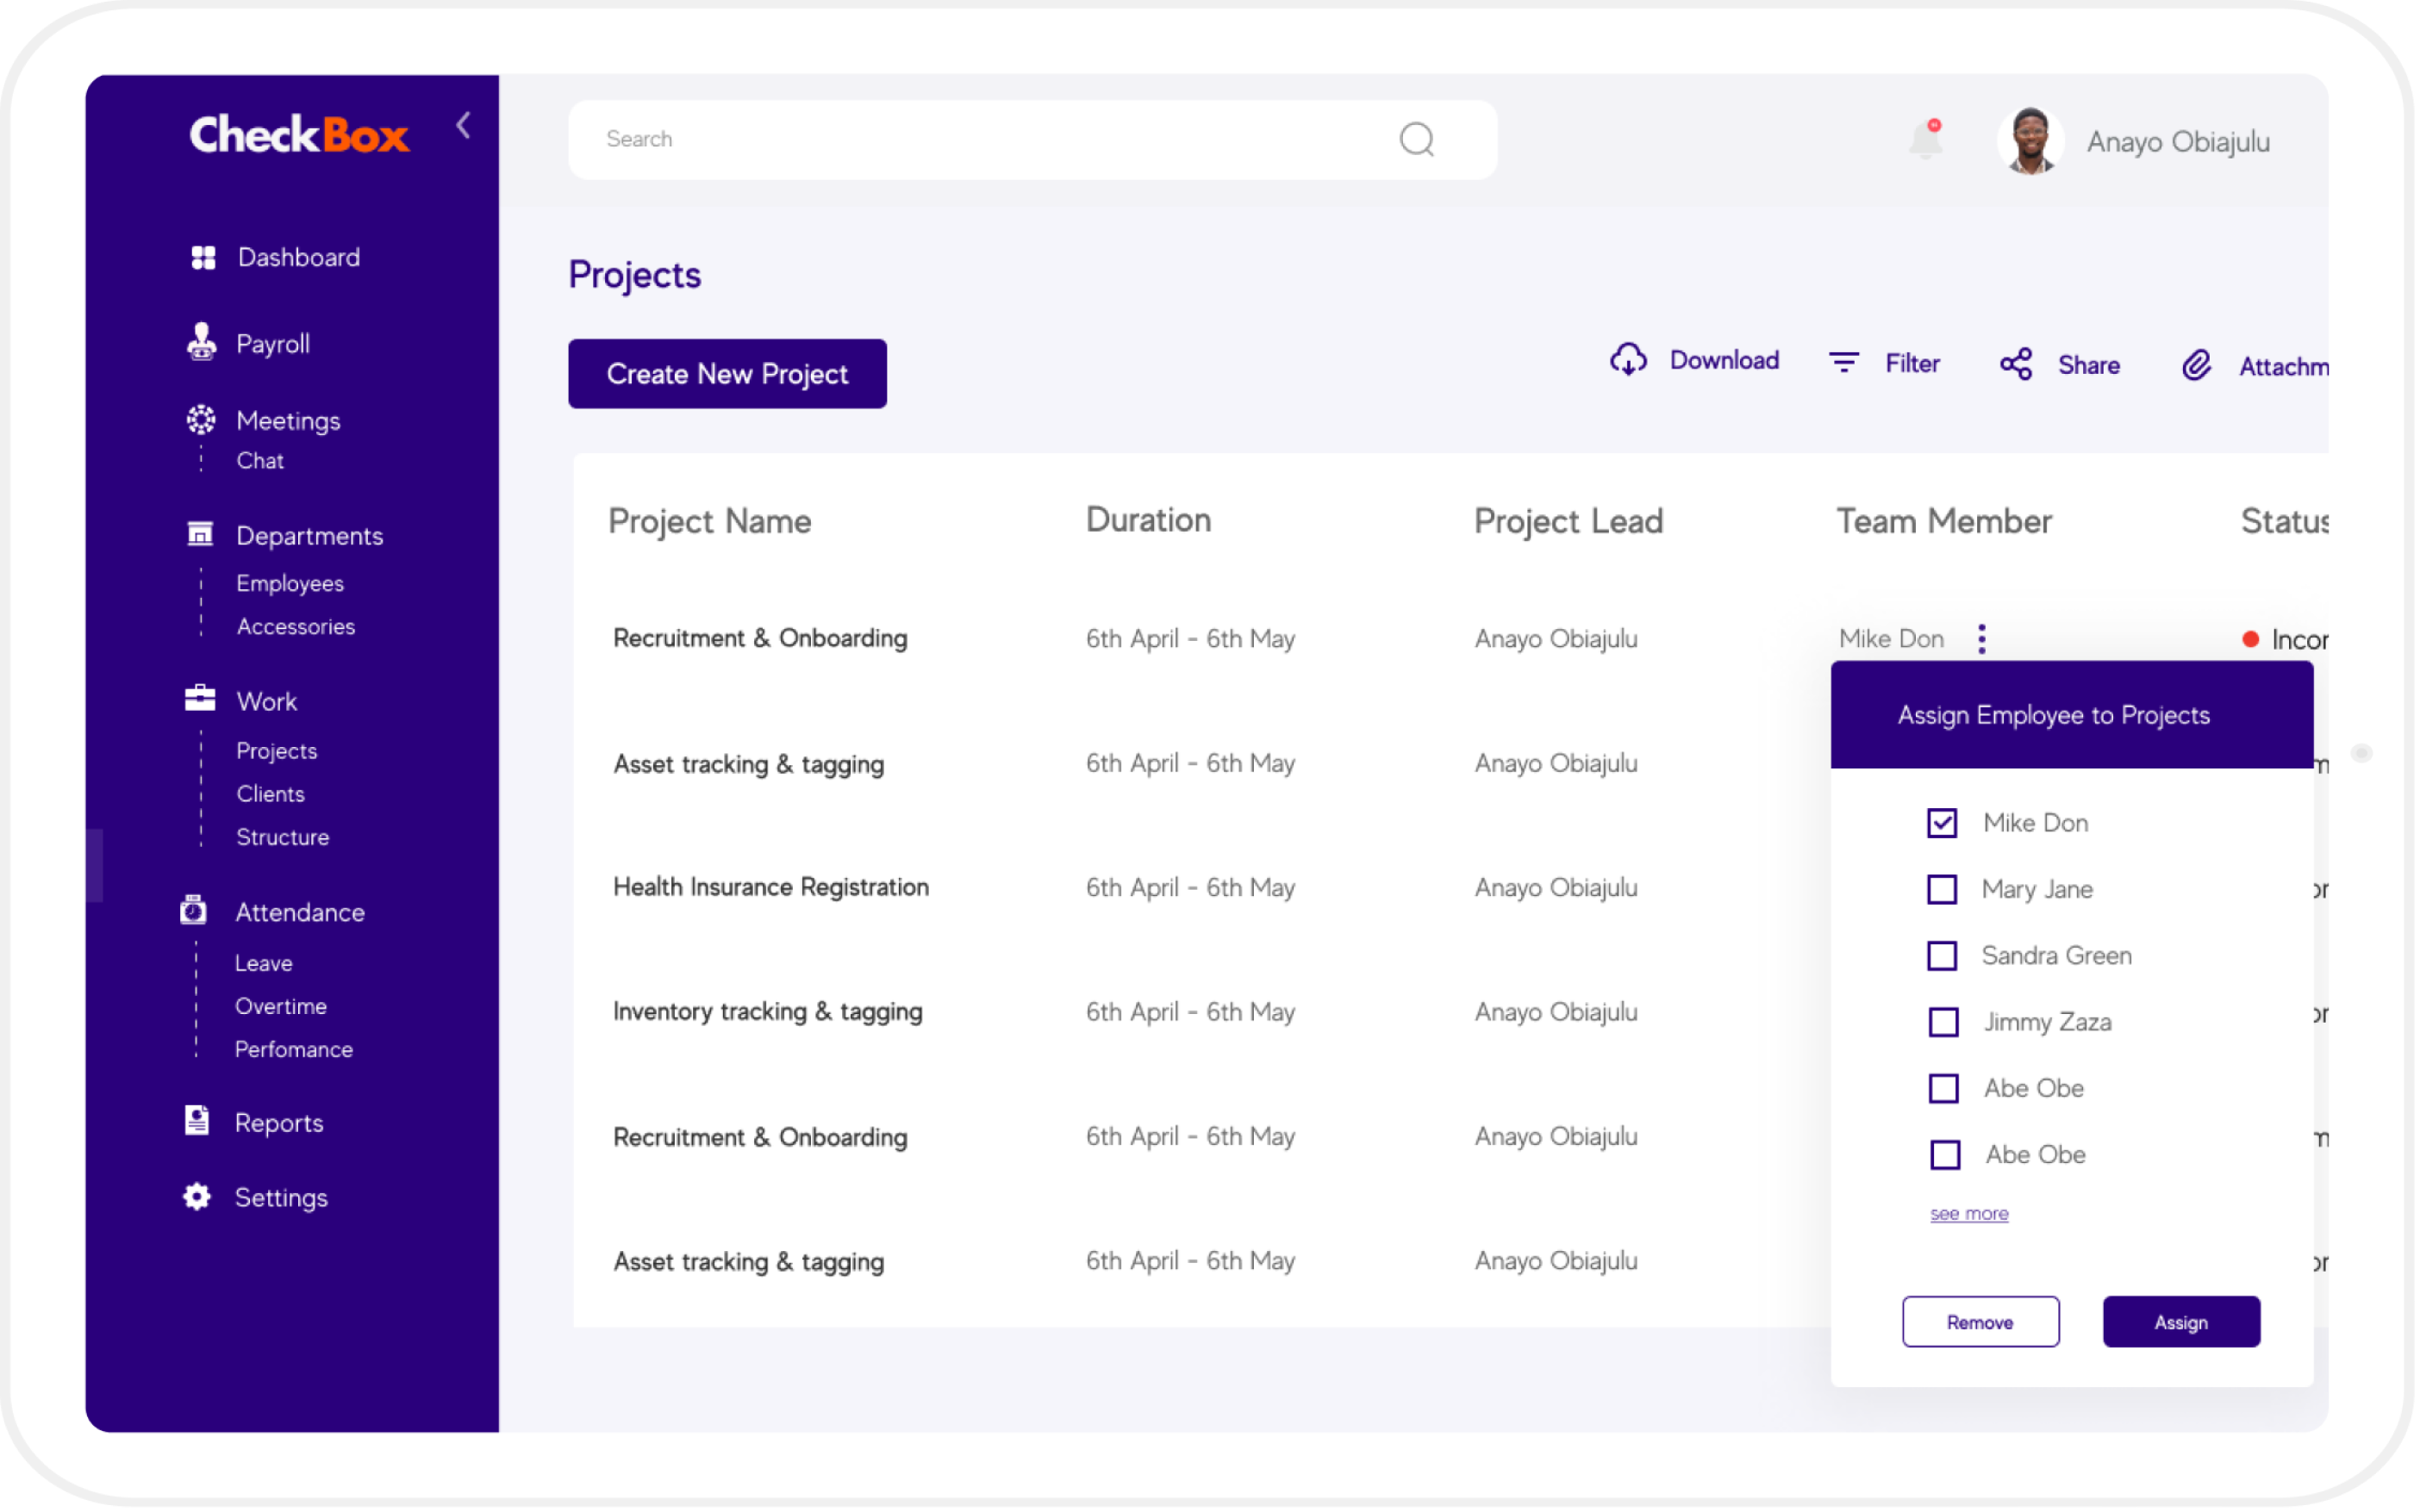 CheckBox
Search
Anayo Obiajulu
Dashboard
Payroll
Meetings
Chat
Departments
Employees
Accessories
Work
Projects
Clients
Structure
Attendance
Leave
Overtime
Perfomance
Reports
Settings
Projects
Create New Project
Download Filter Share Attachm
Project Name Duration Project Lead Team Member Status
Recruitment & Onboarding 6th April - 6th May Anayo Obiajulu Mike Don Incor
Asset tracking & tagging 6th April - 6th May Anayo Obiajulu
Health Insurance Registration 6th April - 6th May Anayo Obiajulu
Inventory tracking & tagging 6th April - 6th May Anayo Obiajulu
Recruitment & Onboarding 6th April - 6th May Anayo Obiajulu
Asset tracking & tagging 6th April - 6th May Anayo Obiajulu
Assign Employee to Projects
Mike Don
Mary Jane
Sandra Green
Jimmy Zaza
Abe Obe
Abe Obe
see more
Remove Assign